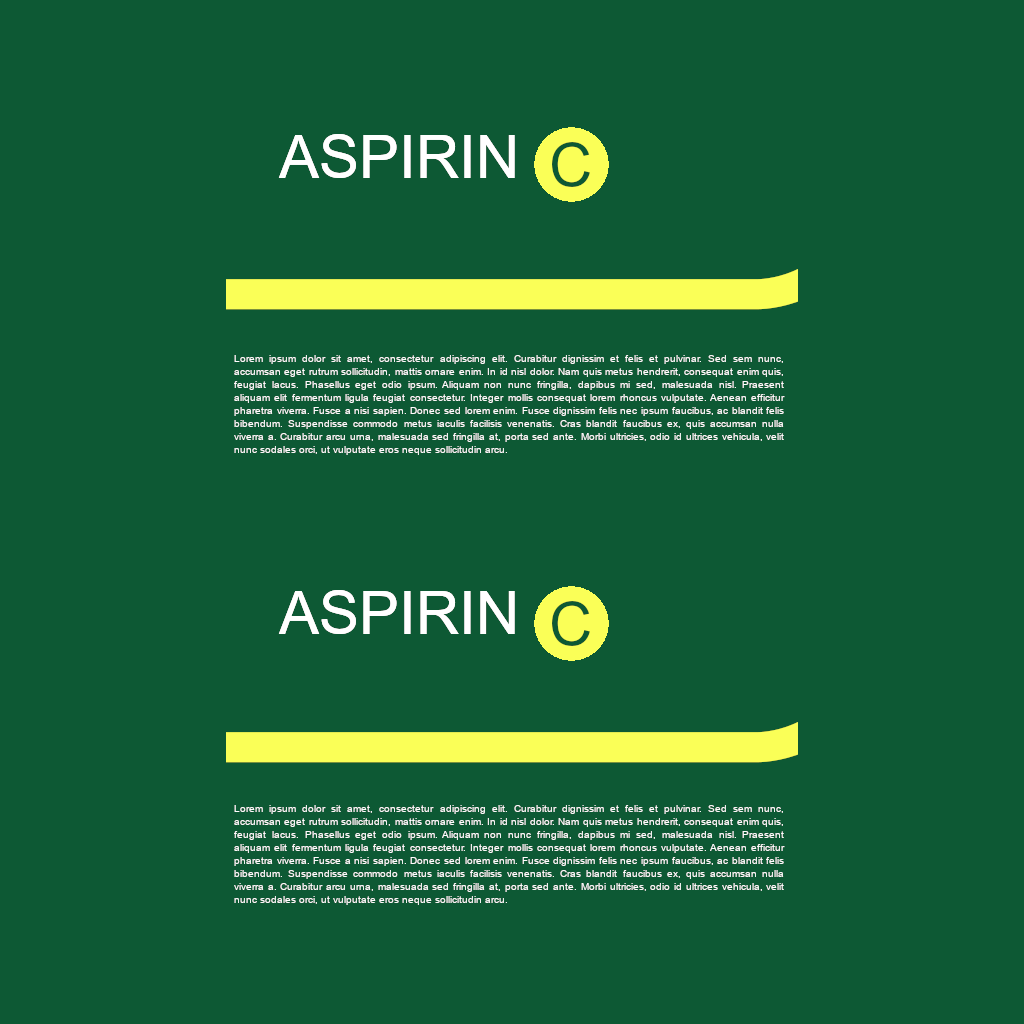 ASPIRIN C
Lorem ipsum dolor sit amet, consectetur adipiscing elit. Curabitur dignissim et felis et pulvinar. Sed sem nunc,
accumsan eget rutrum sollicitudin, mattis ornare enim. In id nisl dolor. Nam quis metus hendrerit, consequat enim quis,
feugiat lacus. Phasellus eget odio ipsum. Aliquam non nunc fringilla, dapibus mi sed, malesuada nisl. Praesent
aliquam elit fermentum ligula feugiat consectetur. Integer mollis consequat lorem rhoncus vulputate. Aenean efficitur
pharetra viverra. Fusce a nisi sapien. Donec sed lorem enim. Fusce dignissim felis nec ipsum faucibus, ac blandit felis
bibendum. Suspendisse commodo metus iaculis facilisis venenatis. Cras blandit faucibus ex, quis accumsan nulla
viverra a. Curabitur arcu urna, malesuada sed fringilla at, porta sed ante. Morbi ultricies, odio id ultrices vehicula, velit
nunc sodales orci, ut vulputate eros neque sollicitudin arcu.
ASPIRIN C
Lorem ipsum dolor sit amet, consectetur adipiscing elit. Curabitur dignissim et felis et pulvinar. Sed sem nunc,
accumsan eget rutrum sollicitudin, mattis ornare enim. In id nisl dolor. Nam quis metus hendrerit, consequat enim quis,
feugiat lacus. Phasellus eget odio ipsum. Aliquam non nunc fringilla, dapibus mi sed, malesuada nisl. Praesent
aliquam elit fermentum ligula feugiat consectetur. Integer mollis consequat lorem rhoncus vulputate. Aenean efficitur
pharetra viverra. Fusce a nisi sapien. Donec sed lorem enim. Fusce dignissim felis nec ipsum faucibus, ac blandit felis
bibendum. Suspendisse commodo metus iaculis facilisis venenatis. Cras blandit faucibus ex, quis accumsan nulla
viverra a. Curabitur arcu urna, malesuada sed fringilla at, porta sed ante. Morbi ultricies, odio id ultrices vehicula, velit
nunc sodales orci, ut vulputate eros neque sollicitudin arcu.